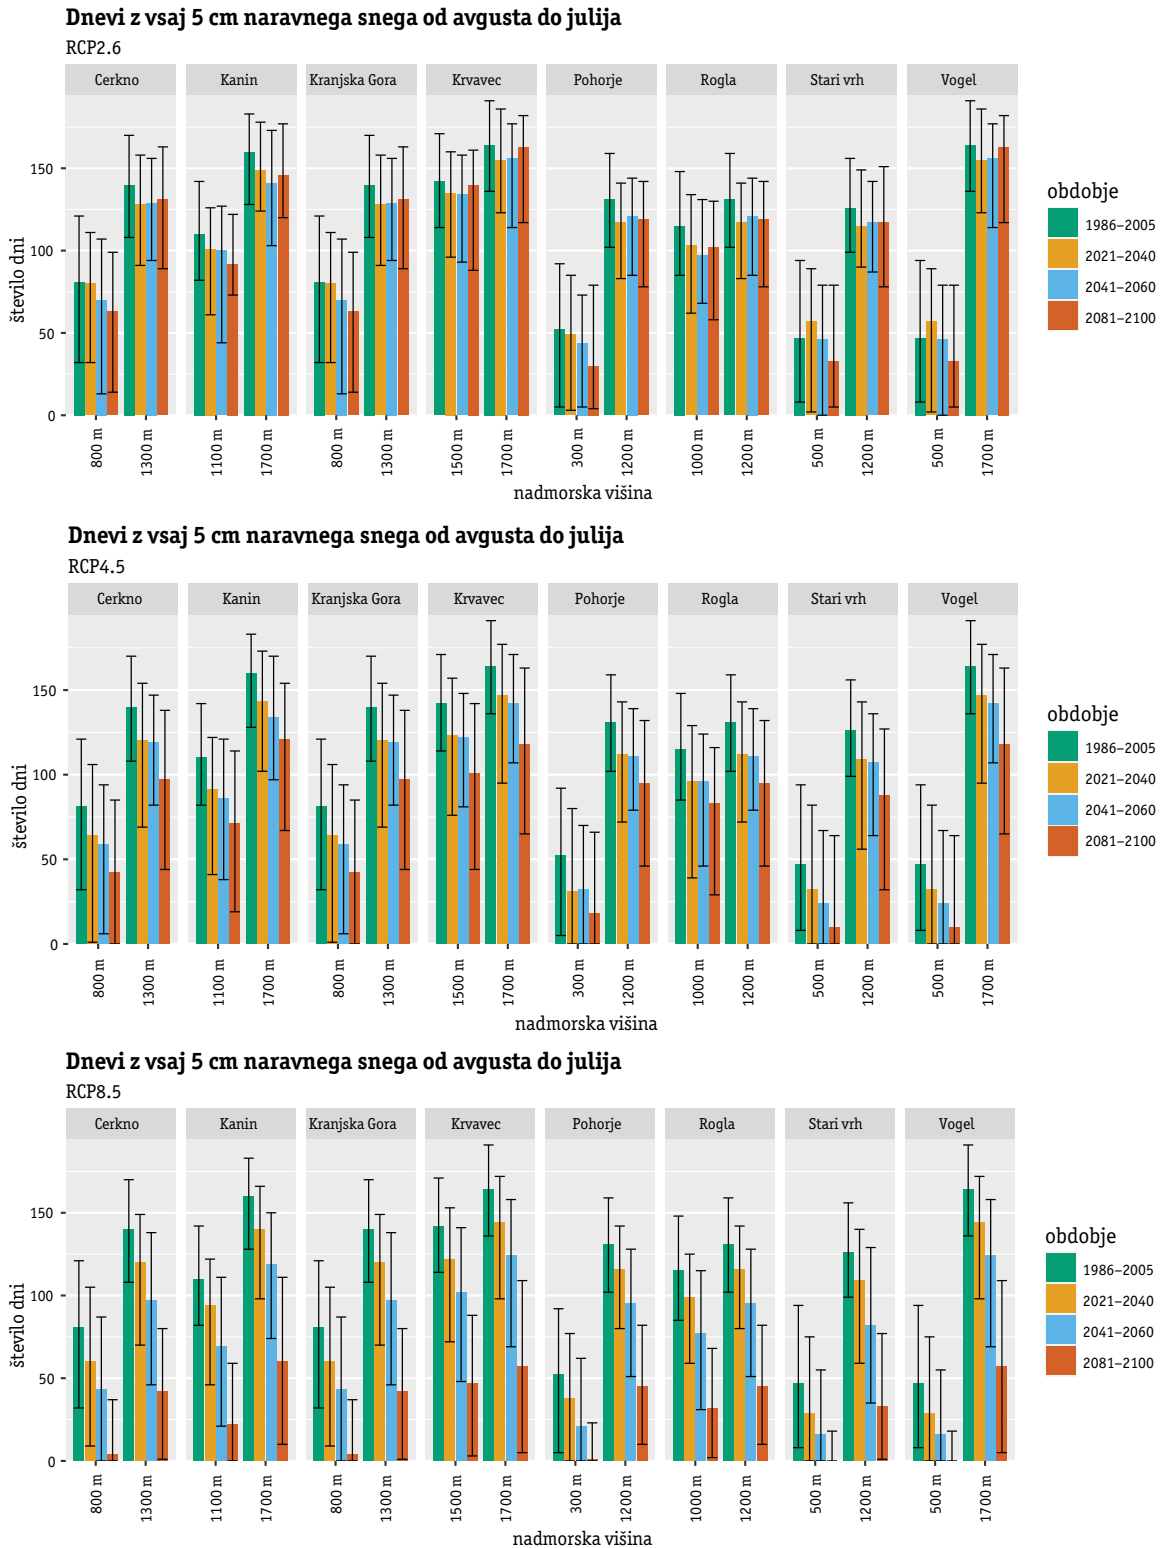 Dnevi z vsaj 5 cm naravnega snega od avgusta do julija
RCP2.6
Cerkno Kanin Kranjska Gora Krvavec Pohorje Rogla Stari vrh Vogel
150
100
50
0
število dni
800 m 1300 m 1100 m 1700 m 800 m 1300 m 1500 m 1700 m 300 m 1200 m 1000 m 1200 m 500 m 1200 m 500 m 1700 m
nadmorska višina
obdobje
1986–2005
2021–2040
2041–2060
2081–2100
Dnevi z vsaj 5 cm naravnega snega od avgusta do julija
RCP4.5
Cerkno Kanin Kranjska Gora Krvavec Pohorje Rogla Stari vrh Vogel
150
100
50
0
število dni
800 m 1300 m 1100 m 1700 m 800 m 1300 m 1500 m 1700 m 300 m 1200 m 1000 m 1200 m 500 m 1200 m 500 m 1700 m
nadmorska višina
obdobje
1986–2005
2021–2040
2041–2060
2081–2100
Dnevi z vsaj 5 cm naravnega snega od avgusta do julija
RCP8.5
Cerkno Kanin Kranjska Gora Krvavec Pohorje Rogla Stari vrh Vogel
150
100
50
0
število dni
800 m 1300 m 1100 m 1700 m 800 m 1300 m 1500 m 1700 m 300 m 1200 m 1000 m 1200 m 500 m 1200 m 500 m 1700 m
nadmorska višina
obdobje
1986–2005
2021–2040
2041–2060
2081–2100